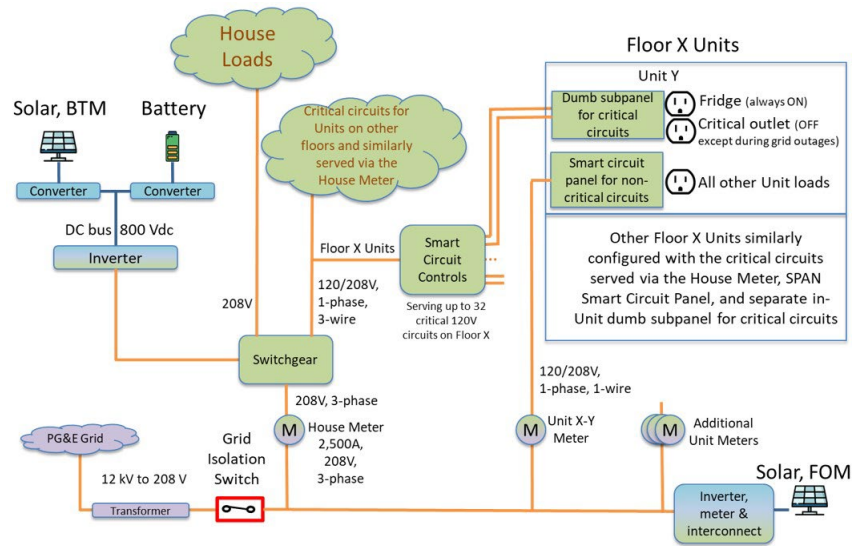 House
Loads
Floor X Units
Unit Y
Dumb subpanel
for critical
circuits
Fridge (always ON)
Critical outlet (OFF
except during grid outages)
Smart circuit
panel for non-
critical circuits
All other Unit loads
Other Floor X Units similarly
configured with the critical circuits
served via the House Meter, SPAN
Smart Circuit Panel, and separate in-
Unit dumb subpanel for critical circuits
Critical circuits for
Units on other
floors and similarly
served via the
House Meter
Solar, BTM
Battery
Converter
Converter
DC bus 800 Vdc
Inverter
Floor X Units
Smart
Circuit
Controls
Serving up to 32
critical 120V
circuits on Floor X
208V
120/208V,
1-phase,
3-wire
Switchgear
208V, 3-phase
M
House Meter
2,500A,
208V,
3-phase
120/208V,
1-phase, 1-wire
M
Unit X-Y
Meter
M
Additional
Unit Meters
PG&E Grid
12 kV to 208 V
Transformer
Grid
Isolation
Switch
Inverter,
meter &
interconnect
Solar, FOM